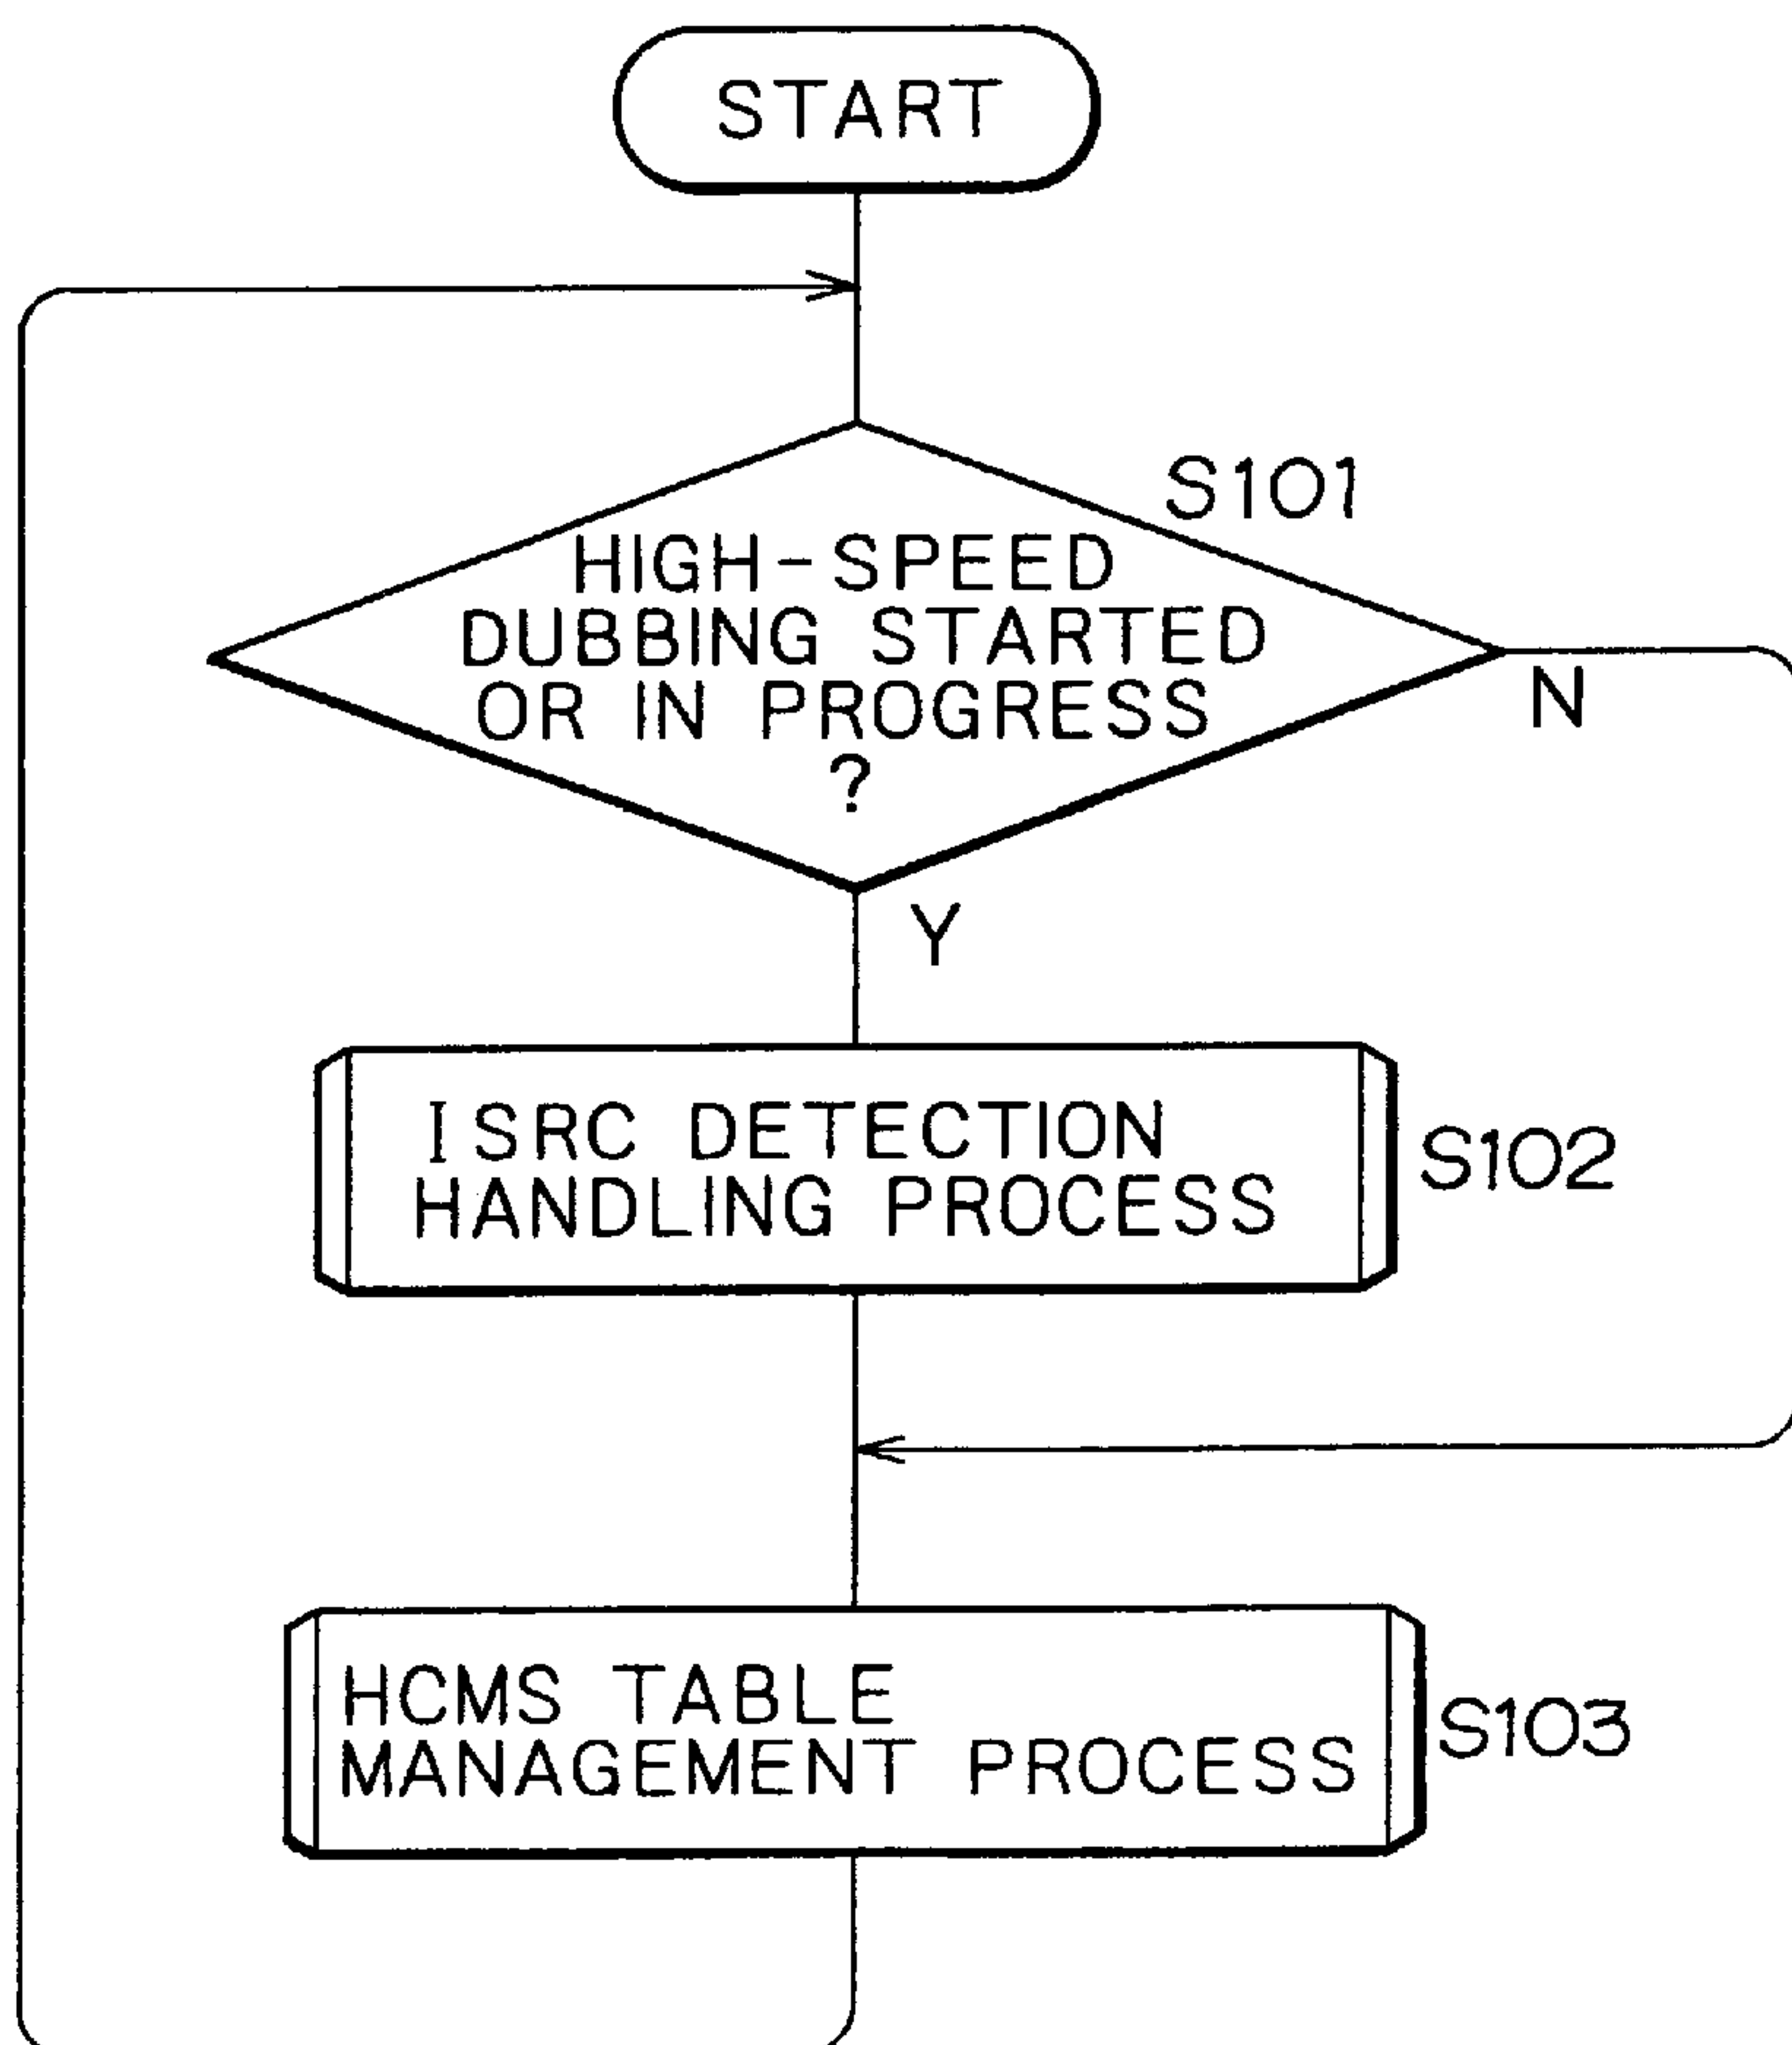 START
S101
HIGH-SPEED
DUBBING STARTED
OR IN PROGRESS
?
N
Y
ISRC DETECTION
HANDLING PROCESS
S102
HCMS TABLE
MANAGEMENT PROCESS
S103